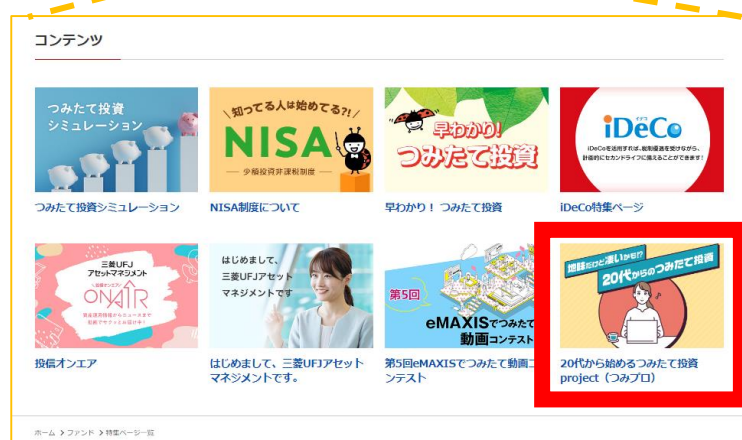 コンテンツ
つみたて投資
シミュレーション
つみたて投資シミュレーション
知ってる人は始めてる?!
NISA
少額投資非課税制度
NISA制度について
早わかり!
つみたて投資
早わかり! つみたて投資
iDeCo
iDeCoを活用すれば、税制優遇を受けながら、
計画的にセカンドライフに備えることができます!
iDeCo特集ページ
三菱UFJ
アセットマネジメント
ON AIR
投信オンエア
はじめまして、
三菱UFJアセット
マネジメントです
はじめまして、三菱UFJアセット
マネジメントです。
第5回
eMAXISでつみたて
動画コンテスト
第5回eMAXISでつみたて動画コ
ンテスト
地味だけど凄いかも!?
20代からのつみたて投資
20代から始めるつみたて投資
project（つみプロ）
ホーム > ファンド > 特集ページ一覧